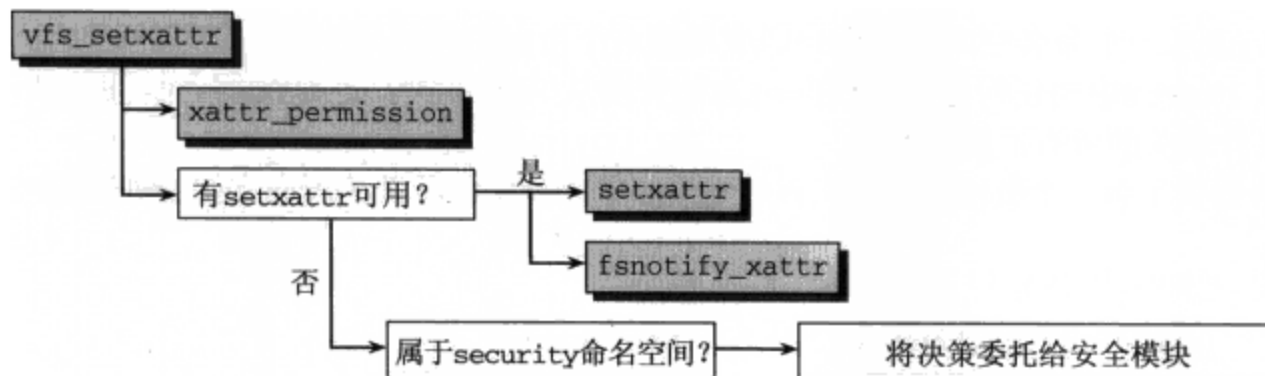 vfs_setxattr
xattr_permission
有setxattr可用？
是
setxattr
fsnotify_xattr
否
属于security命名空间？
将决策委托给安全模块